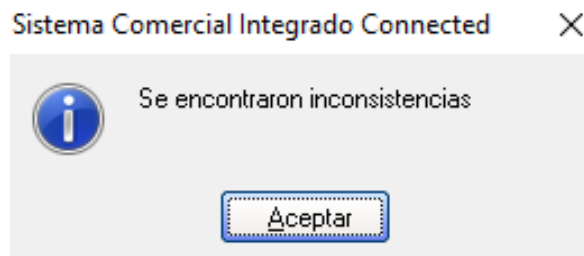 Sistema Comercial Integrado Connected
Se encontraron inconsistencias
Aceptar